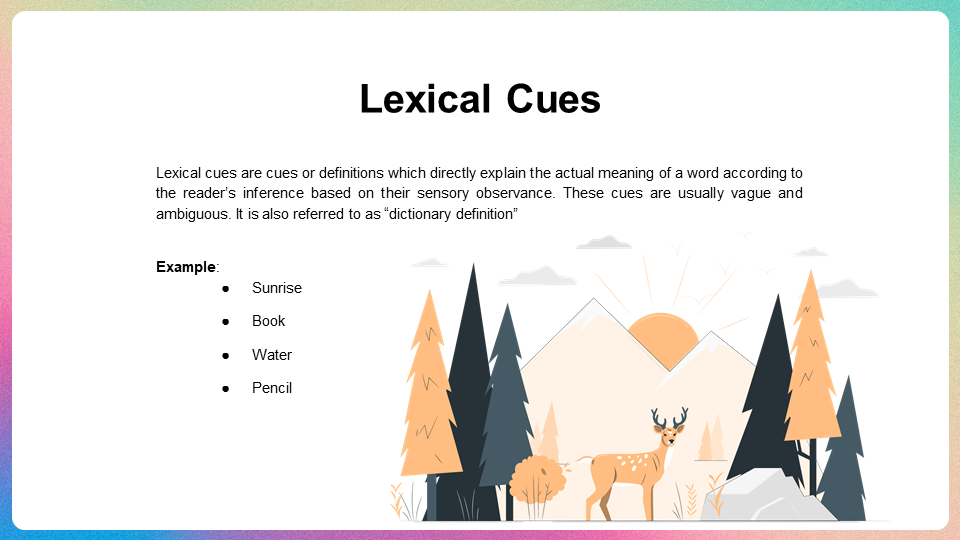 Lexical Cues
Lexical cues are cues or definitions which directly explain the actual meaning of a word according to
the reader’s inference based on their sensory observance. These cues are usually vague and
ambiguous. It is also referred to as “dictionary definition”
Example:
● Sunrise
● Book
● Water
● Pencil